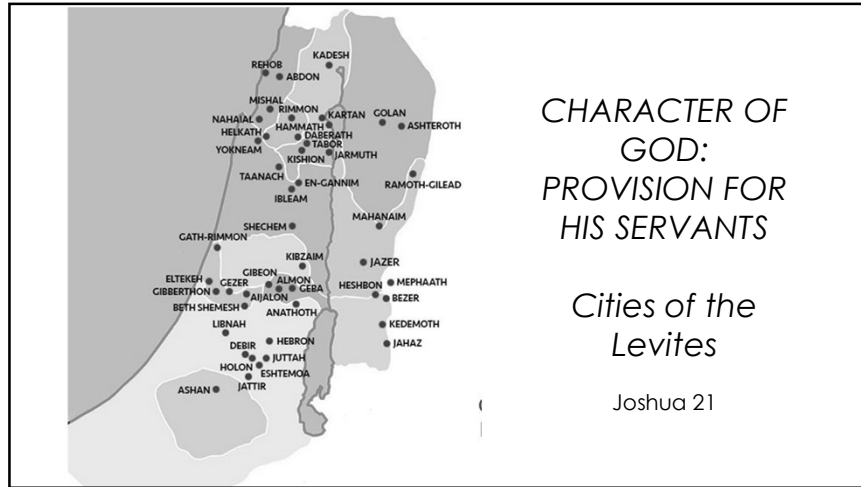 KADESH
REHOB
ABDON
MISHAL
RIMMON
KARTAN
GOLAN
NAHALAL
HAMMATH
ASHTEROTH
HELKATH
DABERATH
TABOR
YOKNEAM
KISHION
JARMUTH
TAANACH
EN-GANNIM
RAMOTH-GILEAD
IBLEAM
MAHANAIM
SHECHEM
GATH-RIMMON
KIBZAIM
JAZER
GIBEON
ELTEKEH
GEZER
ALMON
MEPHAATH
GIBBERTHON
GEBA
HESHBON
AIJALON
BEZER
BETH SHEMESH
ANATHOTH
LIBNAH
KEDEMOTH
HEBRON
DEBIR
JAHAZ
JUTTAH
HOLON
ESHTEMOA
JATTIR
ASHAN
CHARACTER OF
GOD:
PROVISION FOR
HIS SERVANTS
Cities of the
Levites
Joshua 21